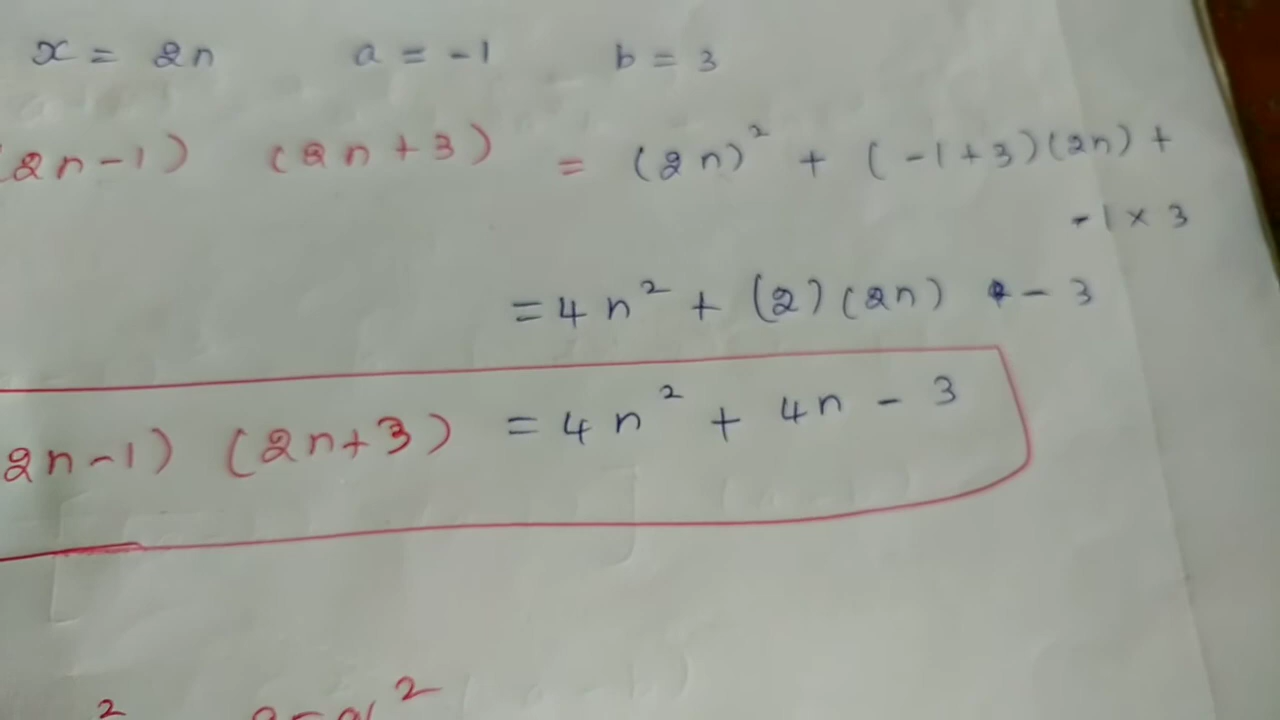 x = 2n a = -1 b = 3
(2n-1) (2n+3) = (2n)² + (-1+3)(2n) +
-1 × 3
= 4n² + (2)(2n) - 3
2n-1) (2n+3) = 4n² + 4n - 3